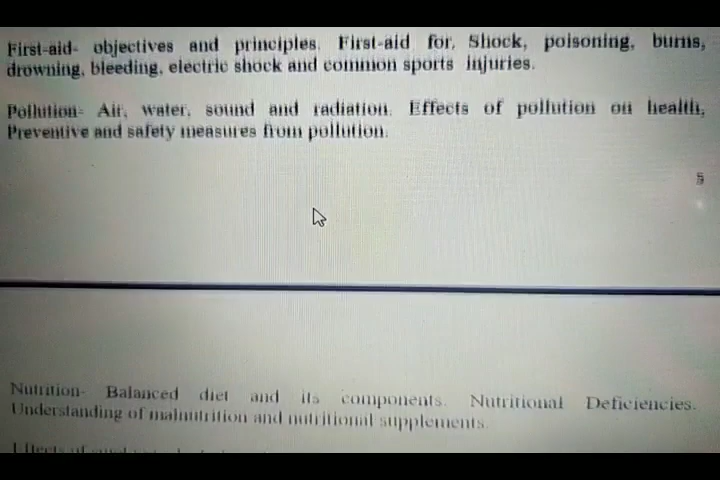 First-aid- objectives and principles. First-aid for, Shock, poisoning, burns,
drowning, bleeding, electric shock and common sports injuries.
Pollution- Air, water, sound and radiation. Effects of pollution on health,
Preventive and safety measures from pollution.
5
Nutrition- Balanced diet and its components. Nutritional Deficiencies.
Understanding of malnutrition and nutritional supplements.
Effects of